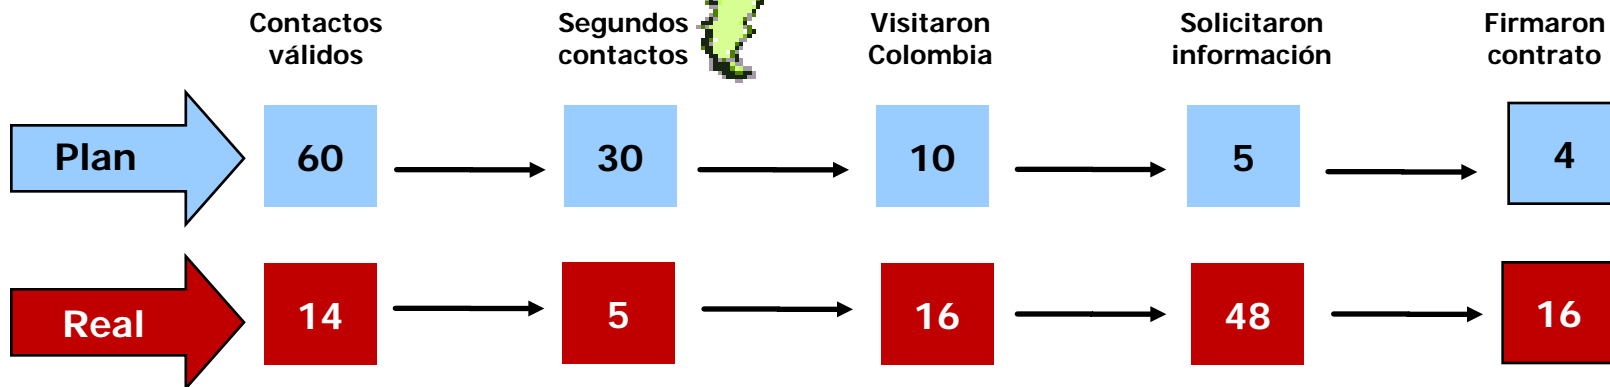 Contactos
válidos
Segundos
contactos
Visitaron
Colombia
Solicitaron
información
Firmaron
contrato
Plan
60
30
10
5
4
Real
14
5
16
48
16